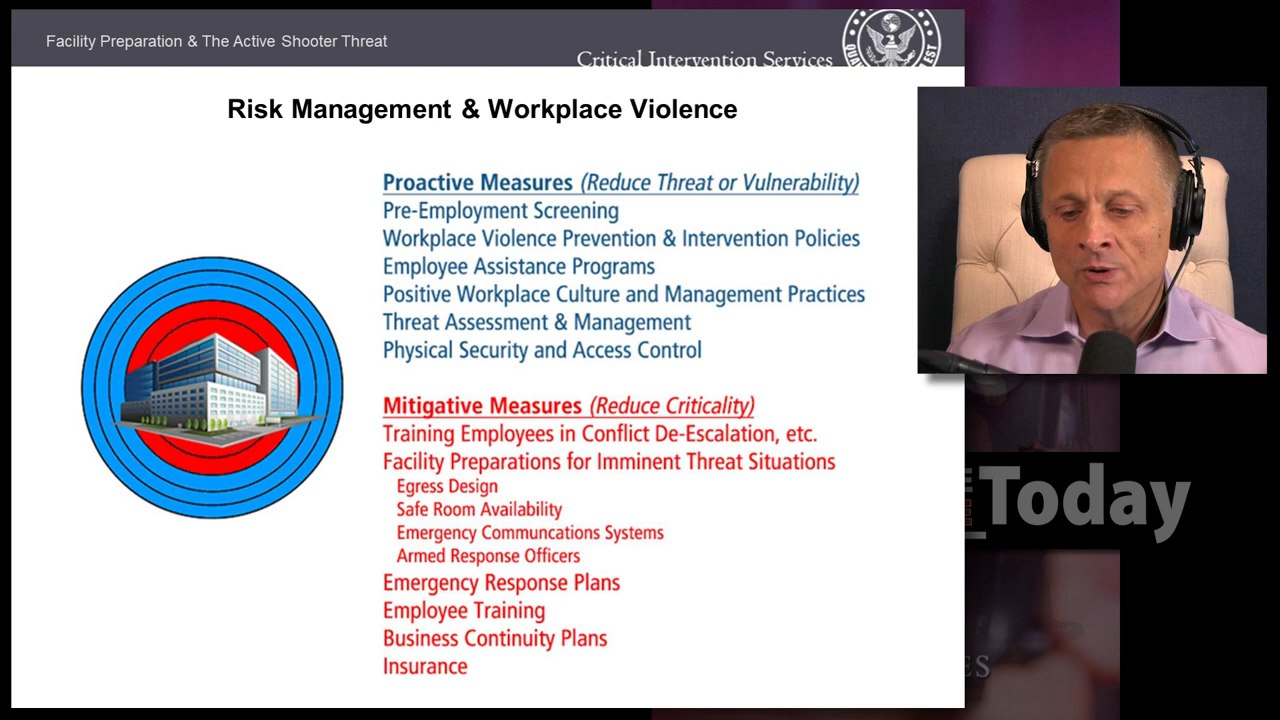 Facility Preparation & The Active Shooter Threat
Critical Intervention Services
Risk Management & Workplace Violence
Proactive Measures (Reduce Threat or Vulnerability)
Pre-Employment Screening
Workplace Violence Prevention & Intervention Policies
Employee Assistance Programs
Positive Workplace Culture and Management Practices
Threat Assessment & Management
Physical Security and Access Control
Mitigative Measures (Reduce Criticality)
Training Employees in Conflict De-Escalation, etc.
Facility Preparations for Imminent Threat Situations
Egress Design
Safe Room Availability
Emergency Communcations Systems
Armed Response Officers
Emergency Response Plans
Employee Training
Business Continuity Plans
Insurance
Today